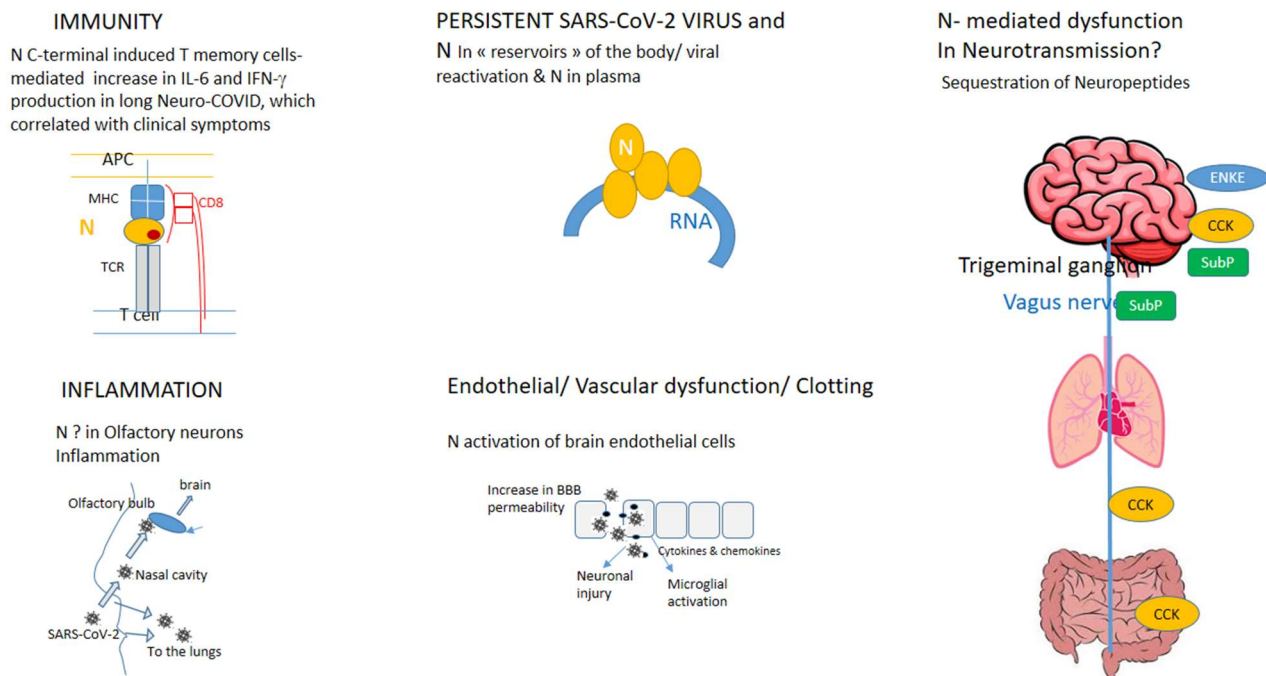 IMMUNITY
N C-terminal induced T memory cells-
mediated increase in IL-6 and IFN-γ
production in long Neuro-COVID, which
correlated with clinical symptoms
APC
MHC
CD8
N
TCR
T cell
PERSISTENT SARS-CoV-2 VIRUS and
N In « reservoirs » of the body/ viral
reactivation & N in plasma
N
RNA
N- mediated dysfunction
In Neurotransmission?
Sequestration of Neuropeptides
ENKE
CCK
SubP
Trigeminal ganglion
Vagus nerve
SubP
CCK
CCK
INFLAMMATION
N ? in Olfactory neurons
Inflammation
brain
Olfactory bulb
Nasal cavity
SARS-CoV-2
To the lungs
Endothelial/ Vascular dysfunction/ Clotting
N activation of brain endothelial cells
Increase in BBB
permeability
Cytokines & chemokines
Neuronal
injury
Microglial
activation